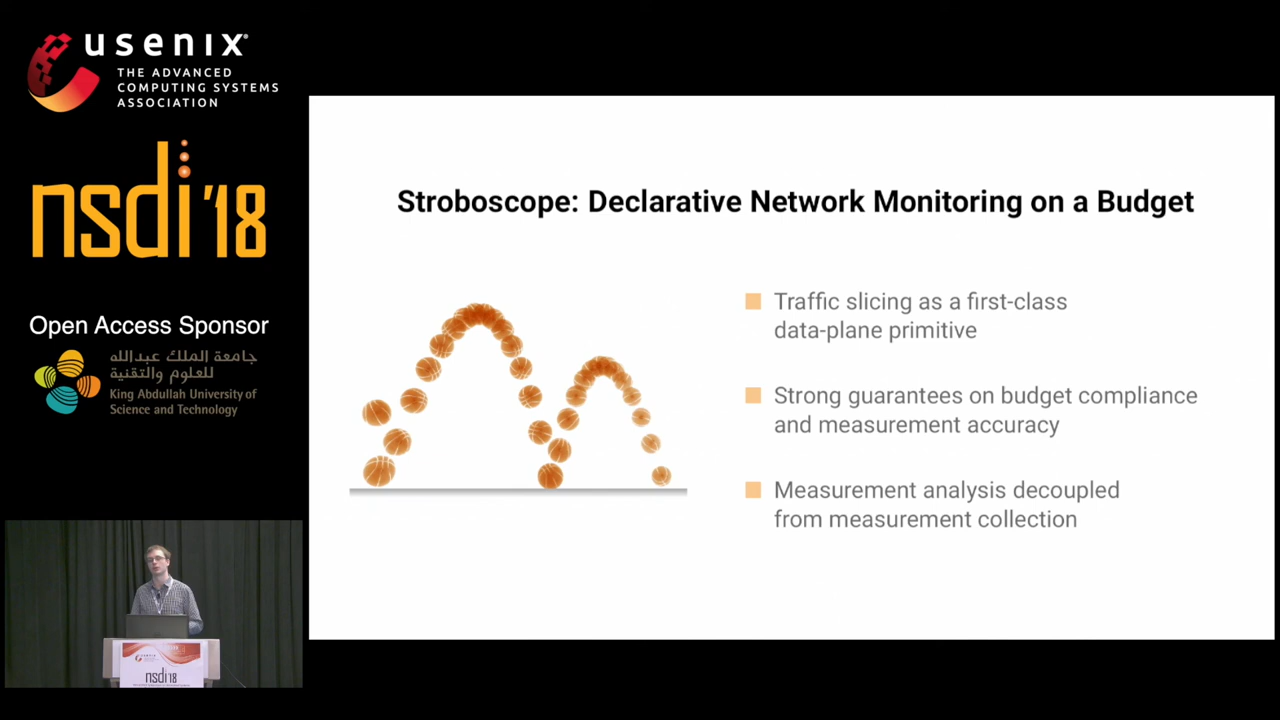 usenix
THE ADVANCED
COMPUTING SYSTEMS
ASSOCIATION
nsdi '18
Open Access Sponsor
جامعة الملك عبدالله
للعلوم والتقنية
King Abdullah University of
Science and Technology
Stroboscope: Declarative Network Monitoring on a Budget
Traffic slicing as a first-class
data-plane primitive
Strong guarantees on budget compliance
and measurement accuracy
Measurement analysis decoupled
from measurement collection
usenix
nsdi '18